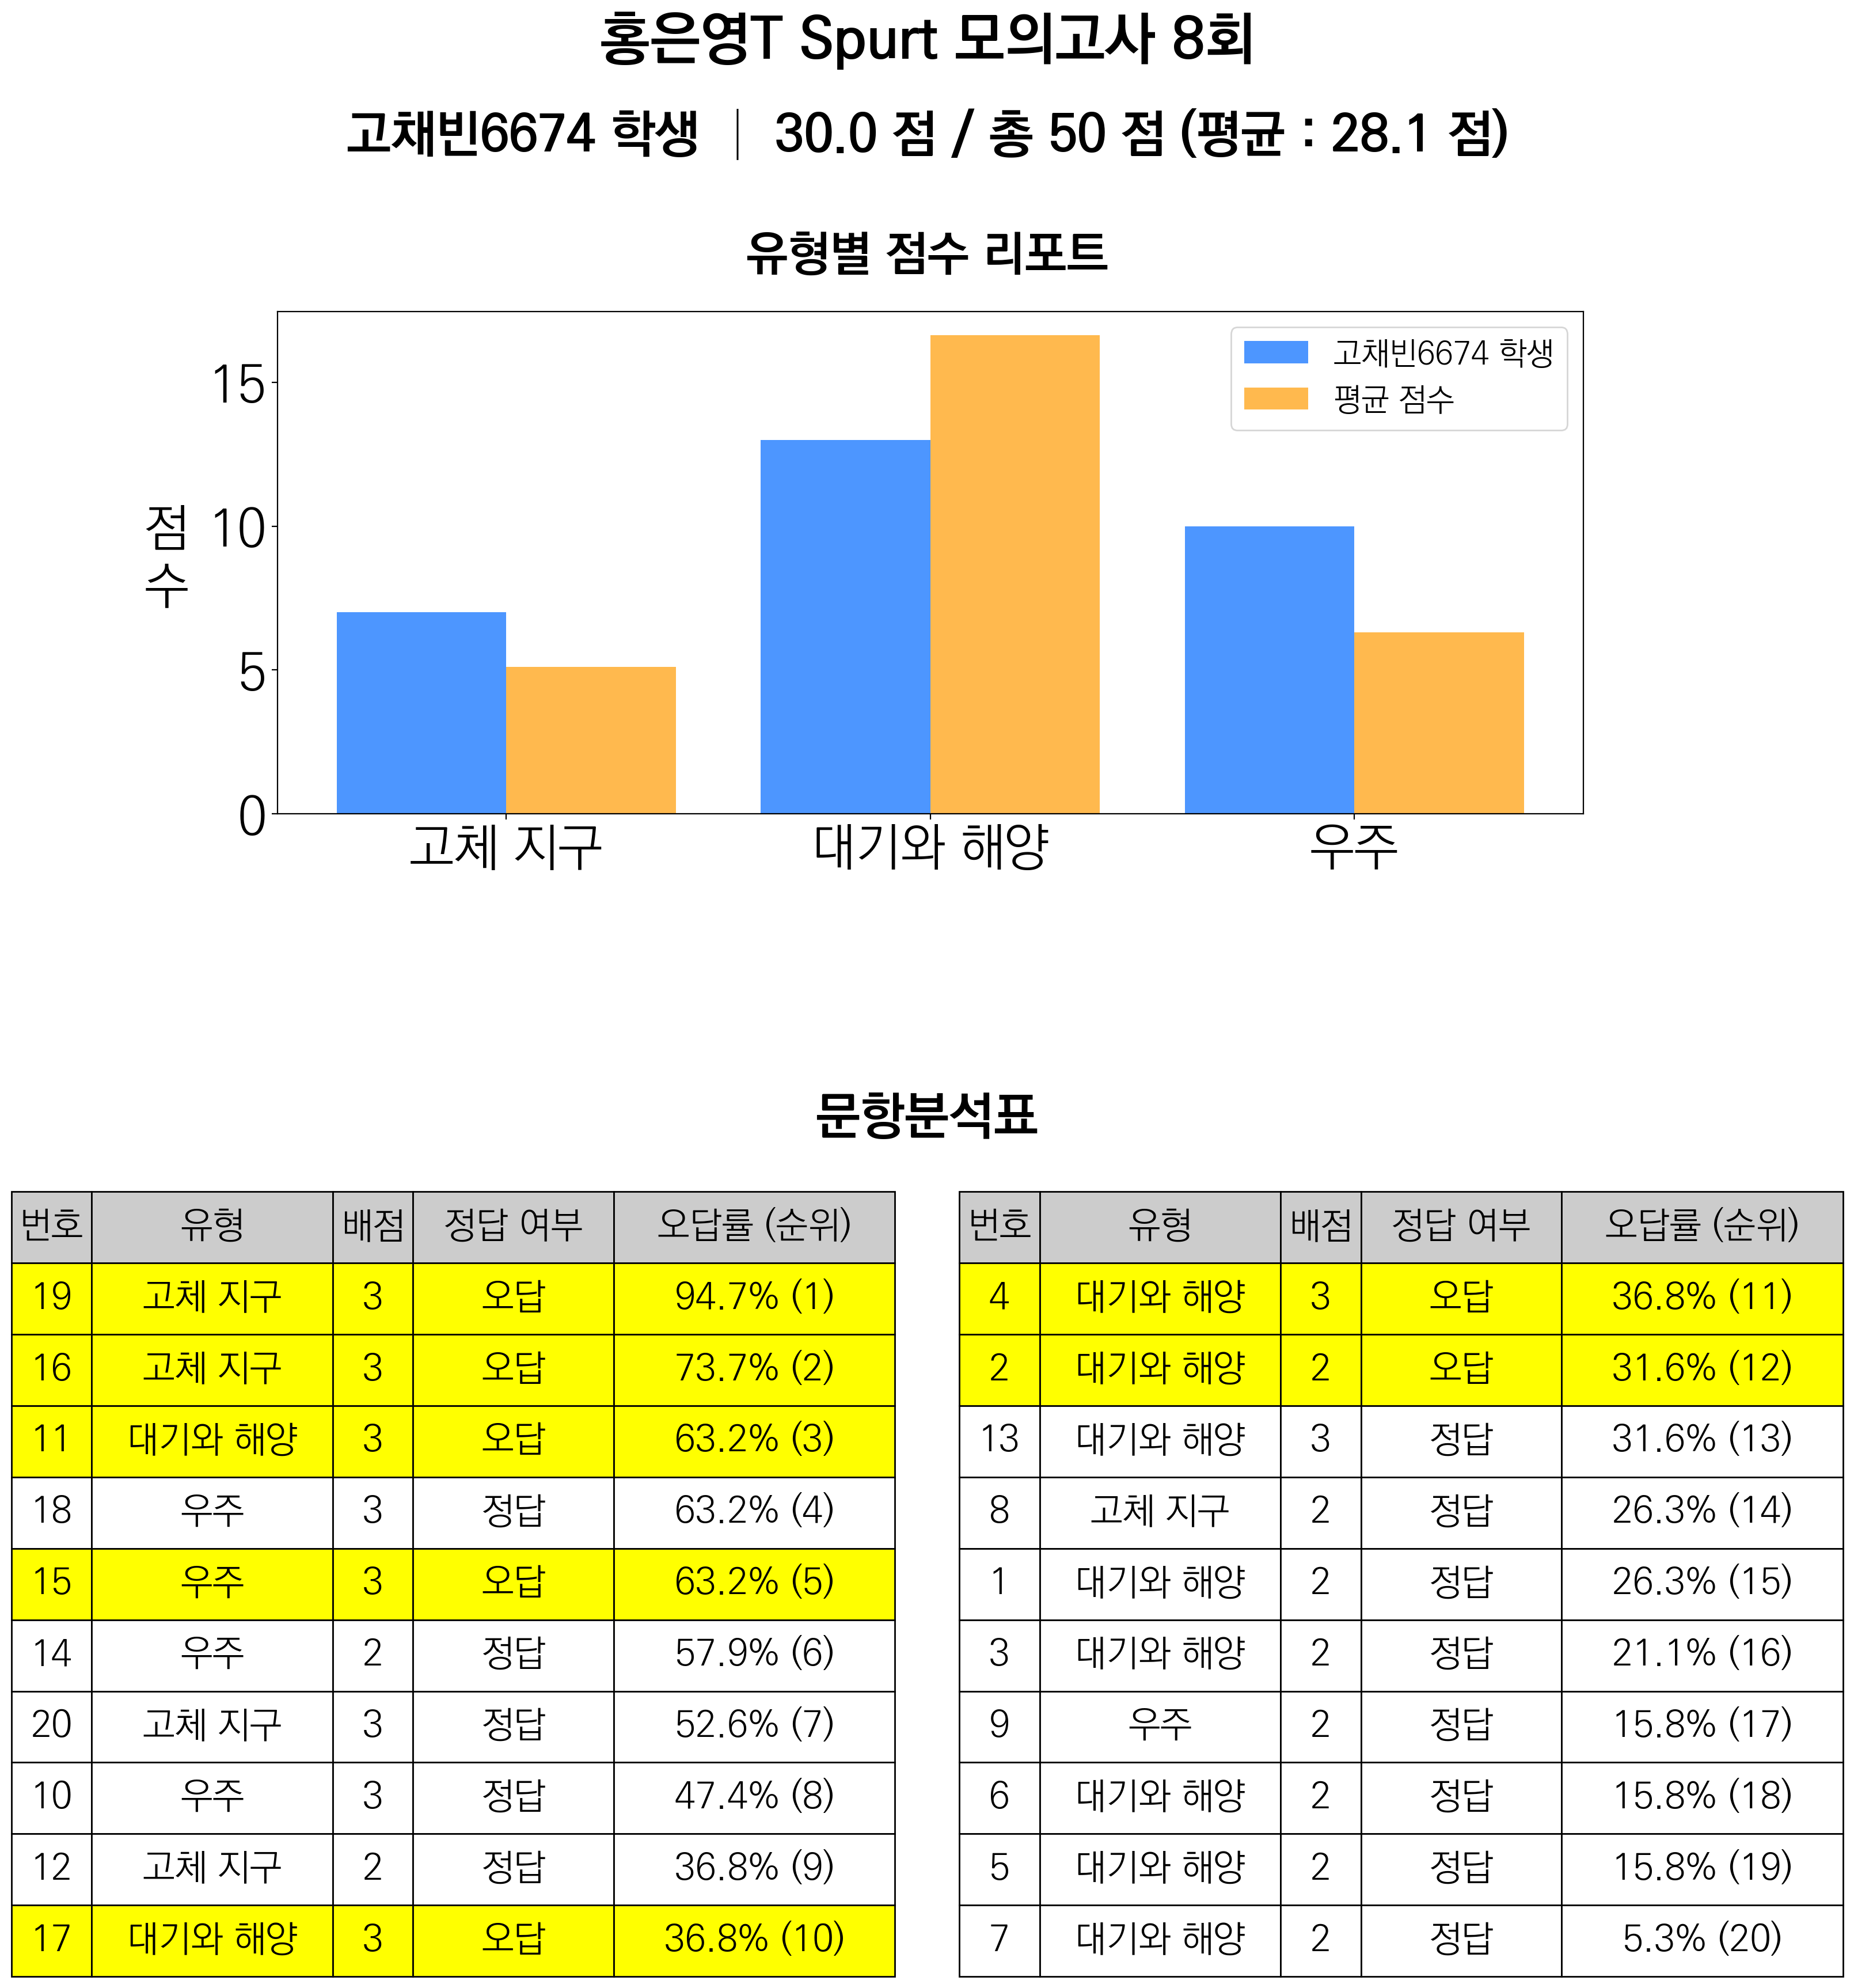 홍은영T Spurt 모의고사 8회
고채빈6674 학생 | 30.0 점 / 총 50 점 (평균 : 28.1 점)
유형별 점수 리포트
고채빈6674 학생
평균 점수
점수
15
10
5
0
고체 지구 대기와 해양 우주
문항분석표
번호 유형 배점 정답 여부 오답률 (순위)
19 고체 지구 3 오답 94.7% (1)
16 고체 지구 3 오답 73.7% (2)
11 대기와 해양 3 오답 63.2% (3)
18 우주 3 정답 63.2% (4)
15 우주 3 오답 63.2% (5)
14 우주 2 정답 57.9% (6)
20 고체 지구 3 정답 52.6% (7)
10 우주 3 정답 47.4% (8)
12 고체 지구 2 정답 36.8% (9)
17 대기와 해양 3 오답 36.8% (10)
번호 유형 배점 정답 여부 오답률 (순위)
4 대기와 해양 3 오답 36.8% (11)
2 대기와 해양 2 오답 31.6% (12)
13 대기와 해양 3 정답 31.6% (13)
8 고체 지구 2 정답 26.3% (14)
1 대기와 해양 2 정답 26.3% (15)
3 대기와 해양 2 정답 21.1% (16)
9 우주 2 정답 15.8% (17)
6 대기와 해양 2 정답 15.8% (18)
5 대기와 해양 2 정답 15.8% (19)
7 대기와 해양 2 정답 5.3% (20)